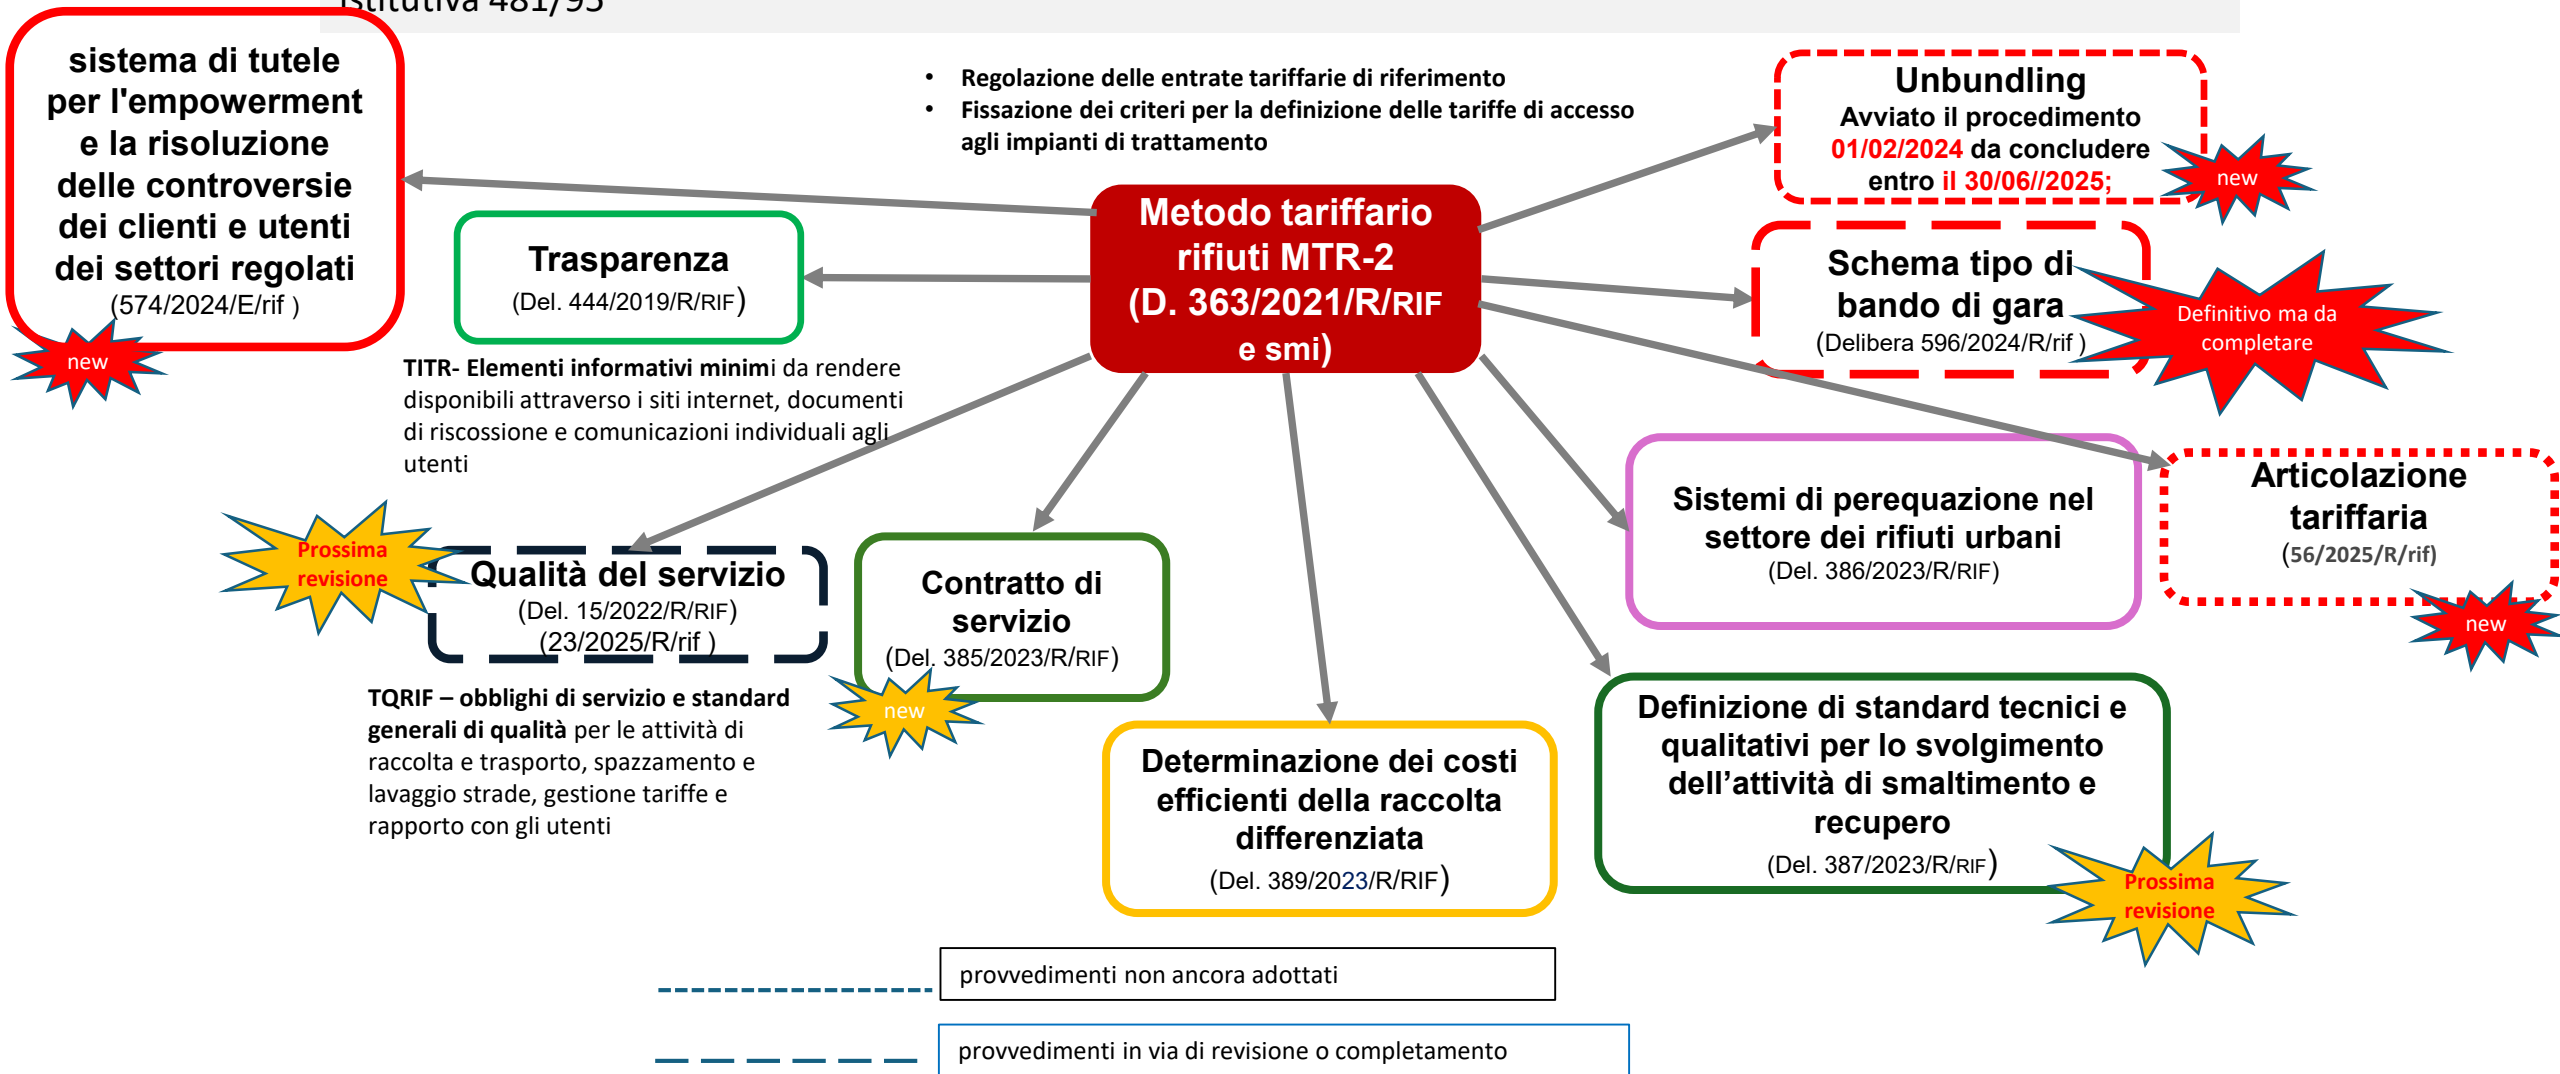 istitutiva 481/95
sistema di tutele
per l'empowerment
e la risoluzione
delle controversie
dei clienti e utenti
dei settori regolati
(574/2024/E/rif )
new
• Regolazione delle entrate tariffarie di riferimento
• Fissazione dei criteri per la definizione delle tariffe di accesso
agli impianti di trattamento
Unbundling
Avviato il procedimento
01/02/2024 da concludere
entro il 30/06//2025;
new
Trasparenza
(Del. 444/2019/R/RIF)
TITR- Elementi informativi minimi da rendere
disponibili attraverso i siti internet, documenti
di riscossione e comunicazioni individuali agli
utenti
Metodo tariffario
rifiuti MTR-2
(D. 363/2021/R/RIF
e smi)
Schema tipo di
bando di gara
(Delibera 596/2024/R/rif )
Definitivo ma da
completare
Prossima
revisione
Qualità del servizio
(Del. 15/2022/R/RIF)
(23/2025/R/rif )
TQRIF – obblighi di servizio e standard
generali di qualità per le attività di
raccolta e trasporto, spazzamento e
lavaggio strade, gestione tariffe e
rapporto con gli utenti
Contratto di
servizio
(Del. 385/2023/R/RIF)
new
Determinazione dei costi
efficienti della raccolta
differenziata
(Del. 389/2023/R/RIF)
Sistemi di perequazione nel
settore dei rifiuti urbani
(Del. 386/2023/R/RIF)
Articolazione
tariffaria
(56/2025/R/rif)
new
Definizione di standard tecnici e
qualitativi per lo svolgimento
dell’attività di smaltimento e
recupero
(Del. 387/2023/R/RIF)
Prossima
revisione
provvedimenti non ancora adottati
provvedimenti in via di revisione o completamento